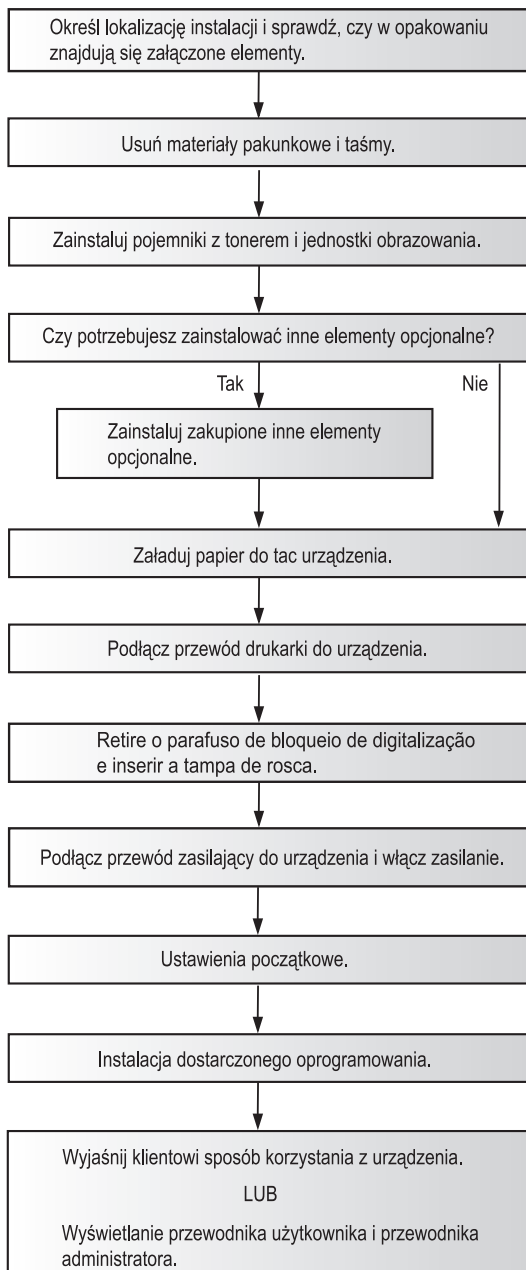 Określ lokalizację instalacji i sprawdź, czy w opakowaniu
znajdują się załączone elementy.
Usuń materiały pakunkowe i taśmy.
Zainstaluj pojemniki z tonerem i jednostki obrazowania.
Czy potrzebujesz zainstalować inne elementy opcjonalne?
Tak
Nie
Zainstaluj zakupione inne elementy
opcjonalne.
Załaduj papier do tac urządzenia.
Podłącz przewód drukarki do urządzenia.
Retire o parafuso de bloqueio de digitalização
e inserir a tampa de rosca.
Podłącz przewód zasilający do urządzenia i włącz zasilanie.
Ustawienia początkowe.
Instalacja dostarczonego oprogramowania.
Wyjaśnij klientowi sposób korzystania z urządzenia.
LUB
Wyświetlanie przewodnika użytkownika i przewodnika
administratora.